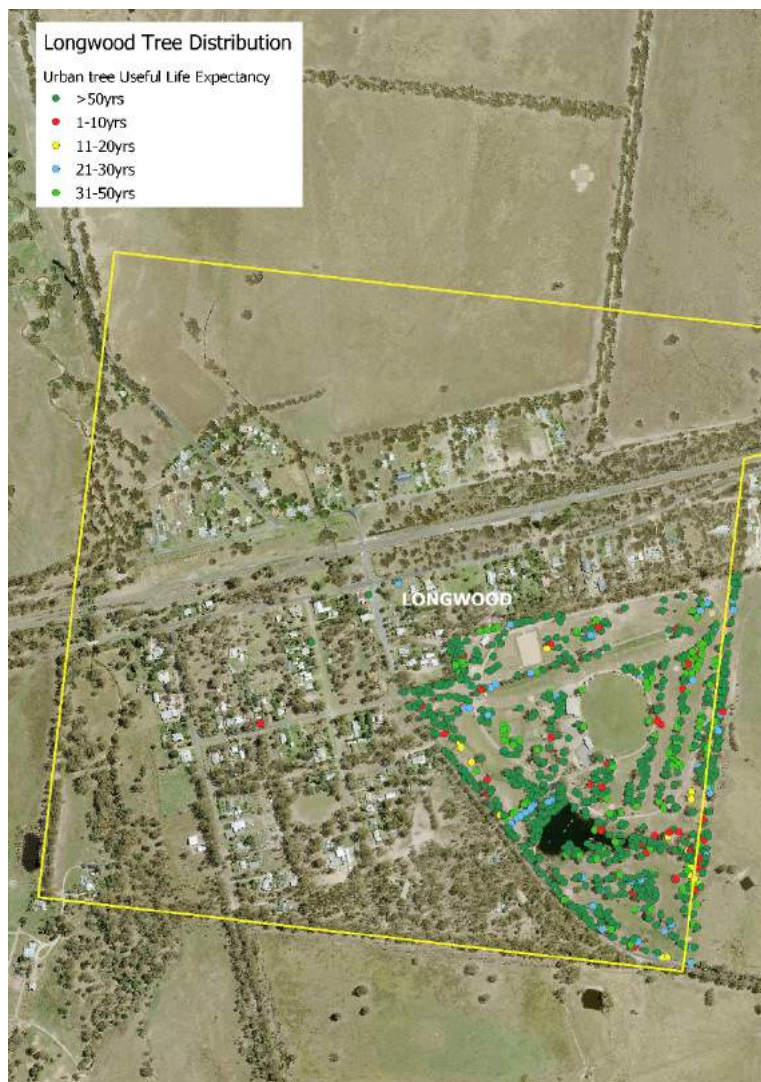 Longwood Tree Distribution
Urban tree Useful Life Expectancy
>50yrs
1-10yrs
11-20yrs
21-30yrs
31-50yrs
LONGWOOD